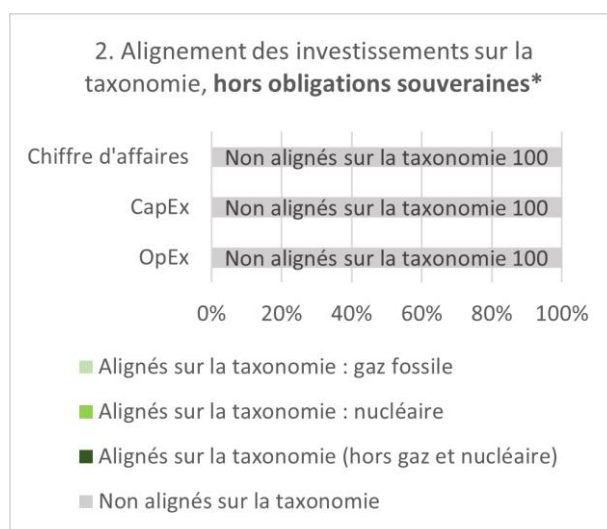 2. Alignement des investissements sur la
taxonomie, hors obligations souveraines*
Chiffre d'affaires
Non alignés sur la taxonomie 100
CapEx
Non alignés sur la taxonomie 100
OpEx
Non alignés sur la taxonomie 100
0% 20% 40% 60% 80% 100%
Alignés sur la taxonomie : gaz fossile
Alignés sur la taxonomie : nucléaire
Alignés sur la taxonomie (hors gaz et nucléaire)
Non alignés sur la taxonomie